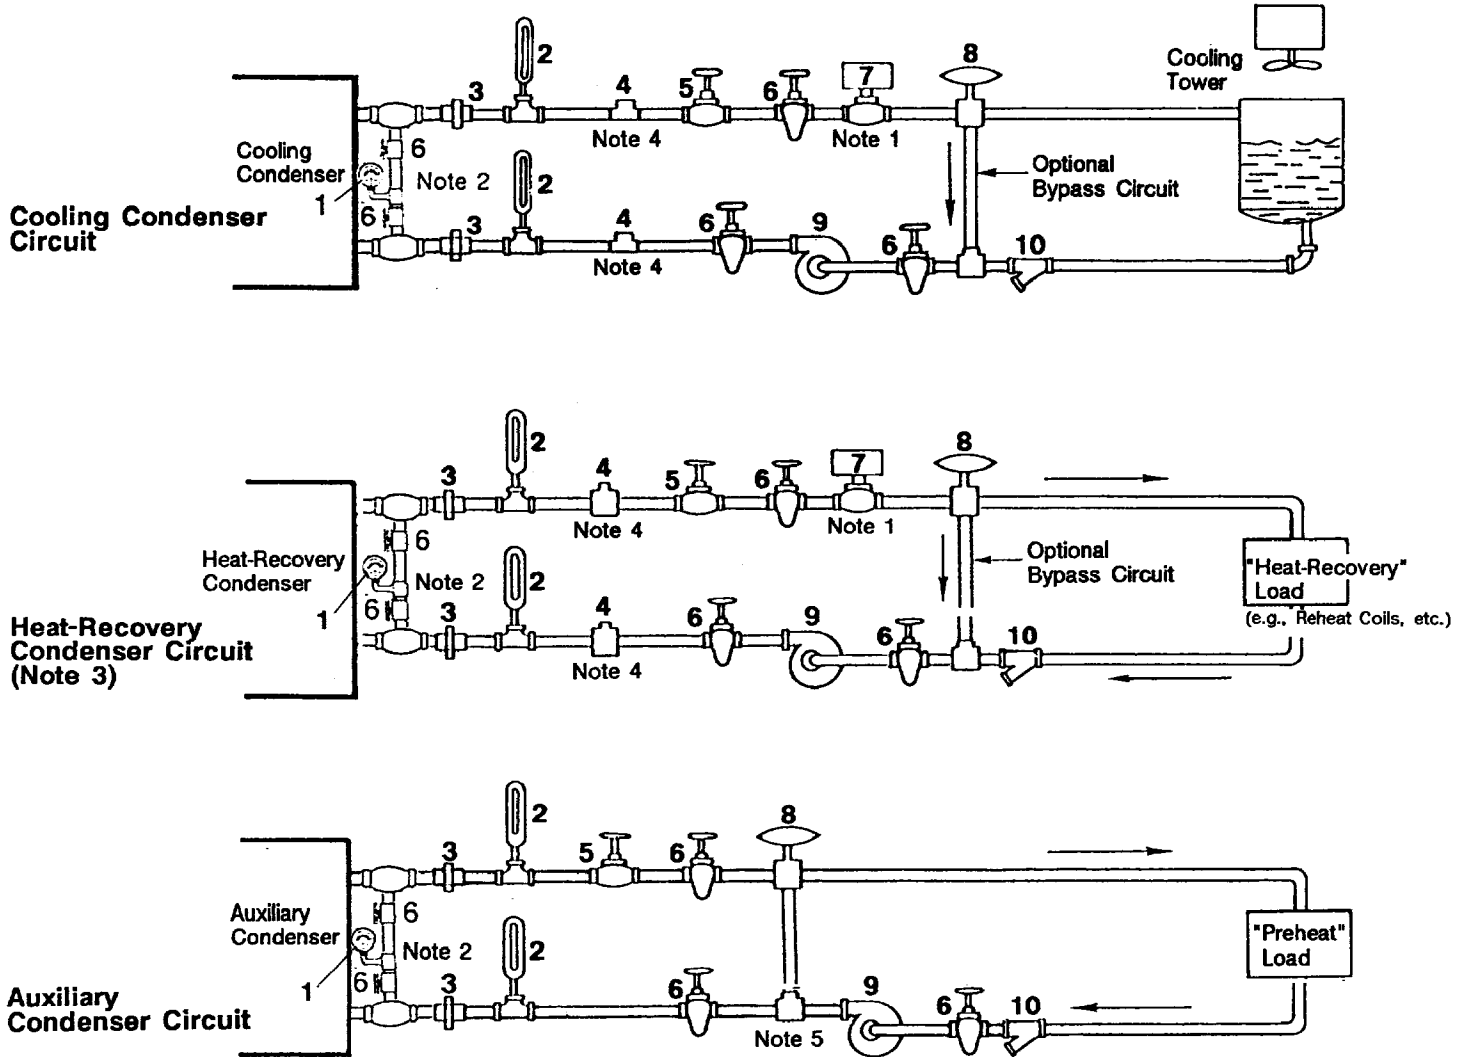 2
8
Cooling
Tower
3
4
5
6
7
Note 4
Note 1
Cooling
Condenser
6
Note 2
2
Optional
Bypass Circuit
1
6
3
4
6
9
6
10
Cooling Condenser
Circuit
Note 4
2
8
3
4
5
6
7
Note 4
Note 1
6
Heat-Recovery
Condenser
Note 2
2
Optional
Bypass Circuit
"Heat-Recovery"
Load
(e.g., Reheat Coils, etc.)
1
6
3
4
6
9
6
10
Heat-Recovery
Condenser Circuit
(Note 3)
Note 4
2
8
3
5
6
6
Auxiliary
Condenser
Note 2
2
"Preheat"
Load
1
6
3
6
9
6
10
Auxiliary
Condenser Circuit
Note 5